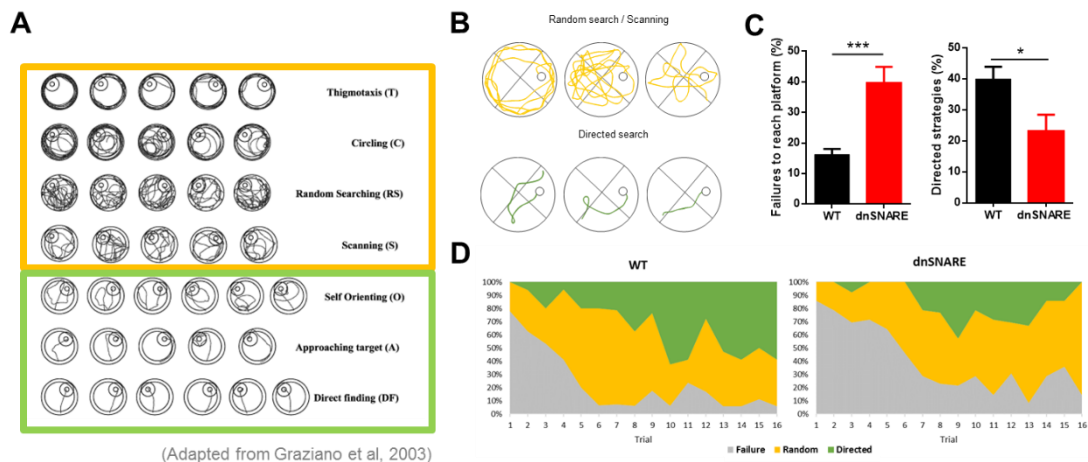 A
Thigmotaxis (T)
Circling (C)
Random Searching (RS)
Scanning (S)
Self Orienting (O)
Approaching target (A)
Direct finding (DF)
(Adapted from Graziano et al, 2003)
B
Random search / Scanning
Directed search
C
Failures to reach platform (%)
50
40
30
20
10
0
***
WT dnSNARE
Directed strategies (%)
50
40
30
20
10
0
*
WT dnSNARE
D
WT
100%
90%
80%
70%
60%
50%
40%
30%
20%
10%
0%
1 2 3 4 5 6 7 8 9 10 11 12 13 14 15 16
Trial
dnSNARE
100%
90%
80%
70%
60%
50%
40%
30%
20%
10%
0%
1 2 3 4 5 6 7 8 9 10 11 12 13 14 15 16
Trial
Failure Random Directed